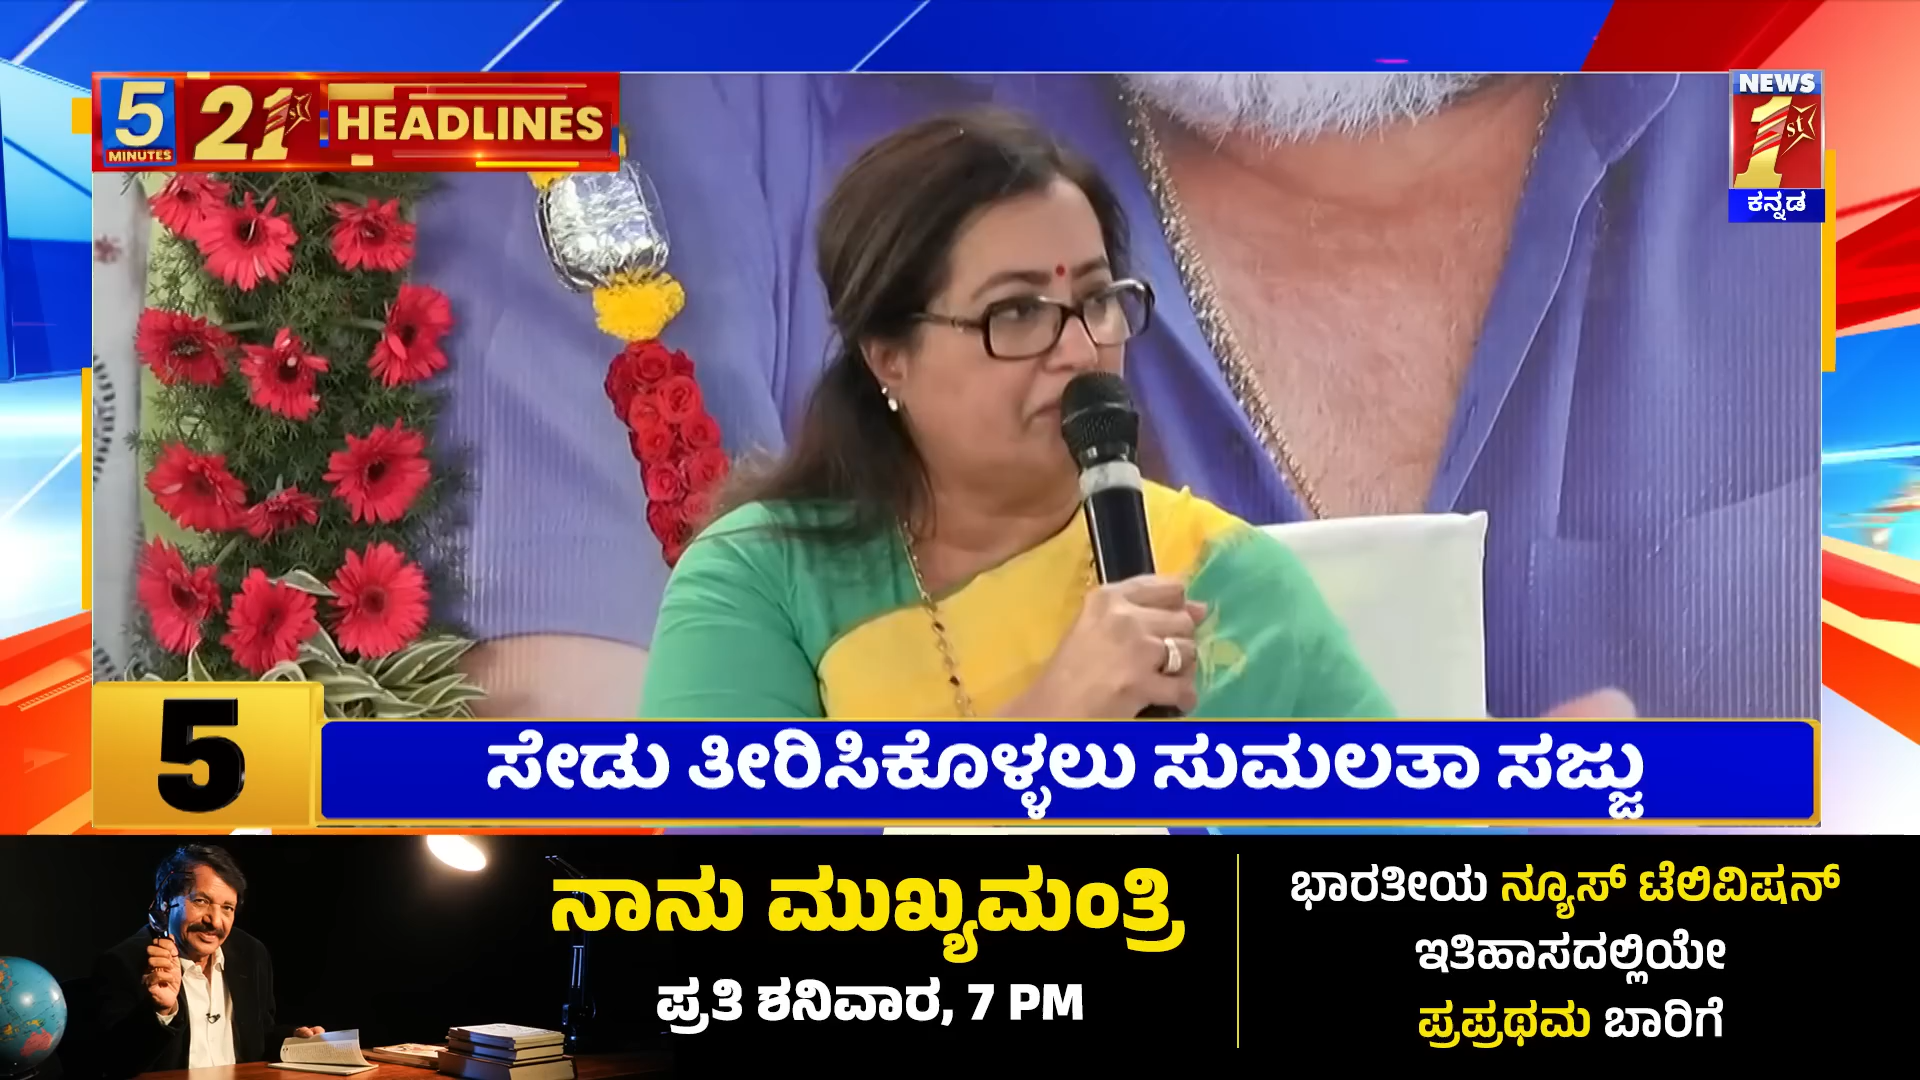 5 MINUTES 21st HEADLINES
NEWS
1st
ಕನ್ನಡ
5
ಸೇಡು ತೀರಿಸಿಕೊಳ್ಳಲು ಸುಮಲತಾ ಸಜ್ಜು
ನಾನು ಮುಖ್ಯಮಂತ್ರಿ
ಪ್ರತಿ ಶನಿವಾರ, 7 PM
ಭಾರತೀಯ ನ್ಯೂಸ್ ಟೆಲಿವಿಷನ್
ಇತಿಹಾಸದಲ್ಲಿಯೇ
ಪ್ರಪ್ರಥಮ ಬಾರಿಗೆ